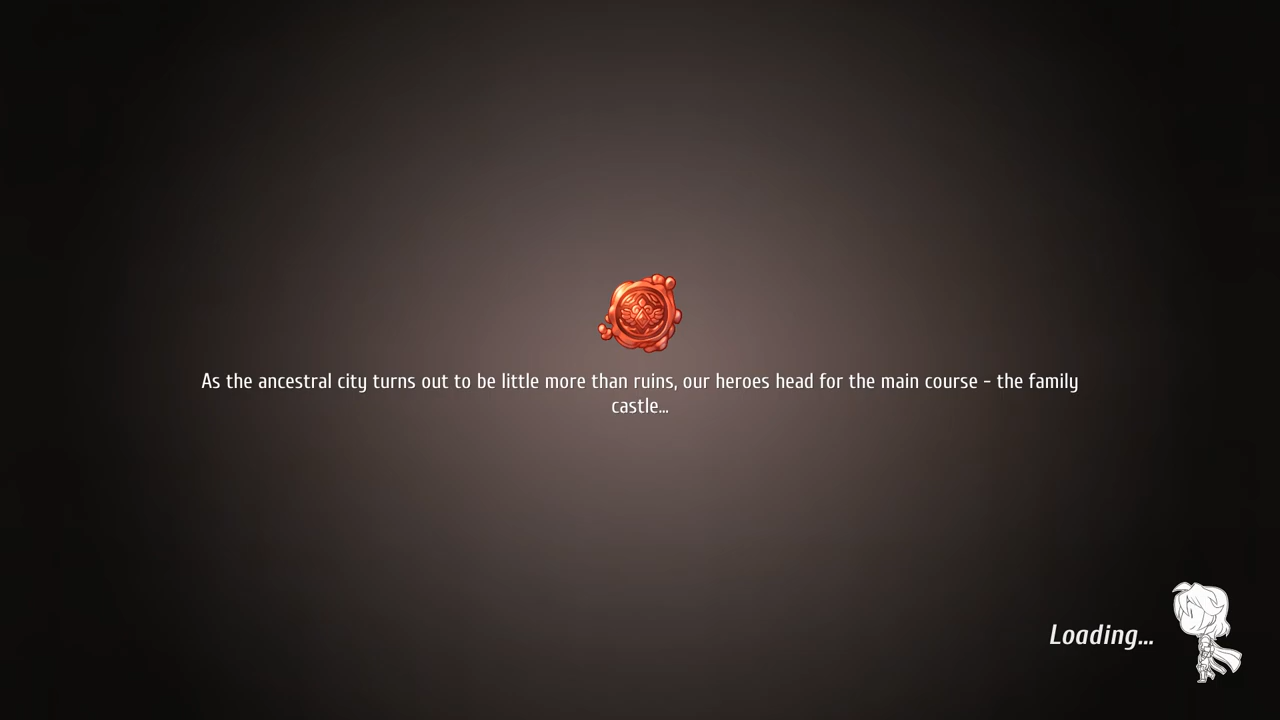 As the ancestral city turns out to be little more than ruins, our heroes head for the main course - the family
castle...
Loading...